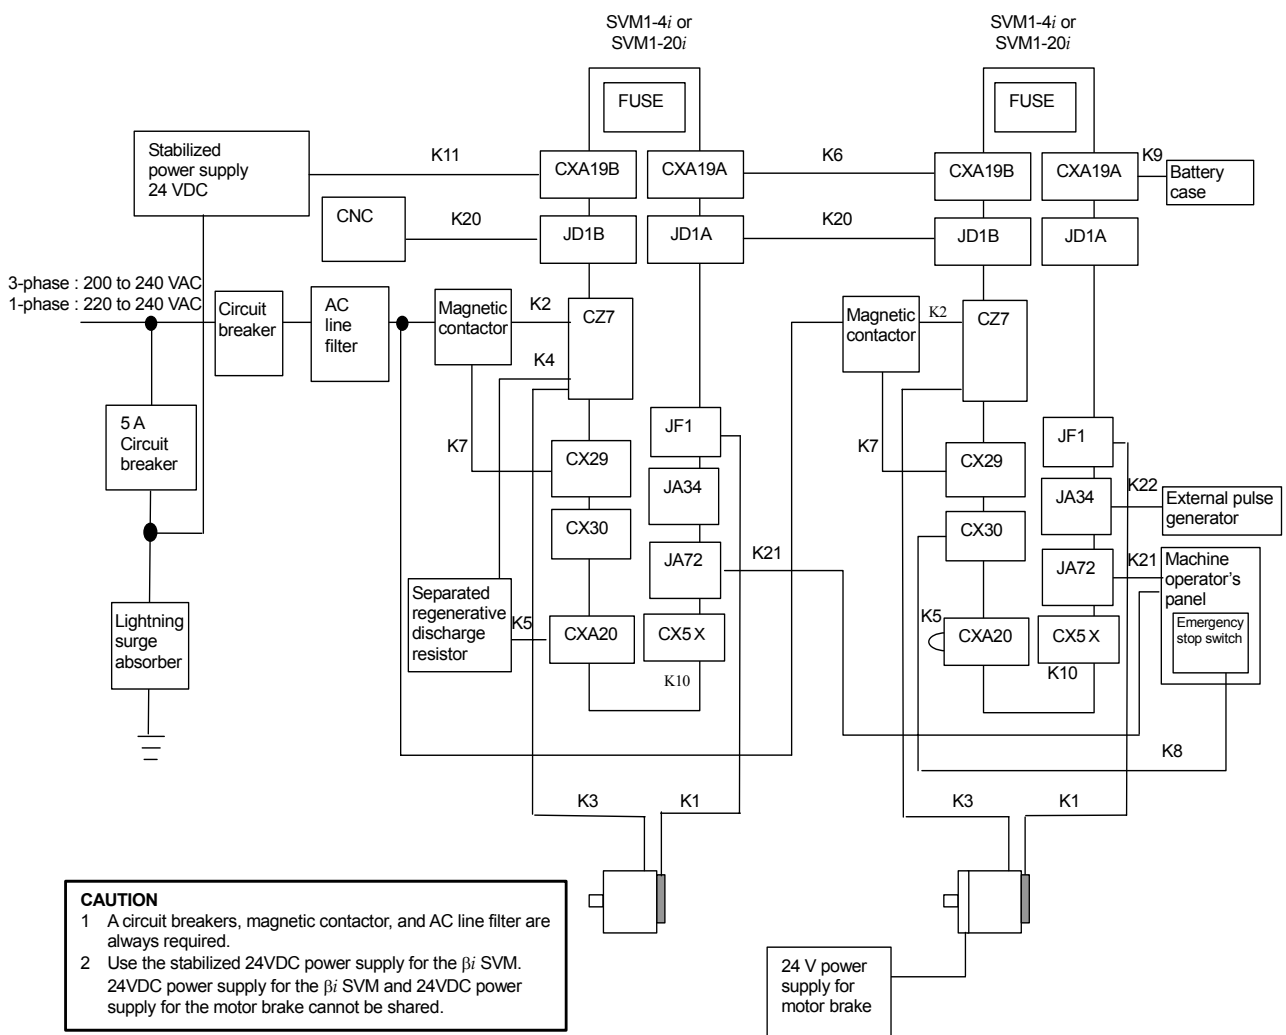 SVM1-4i or
SVM1-20i
SVM1-4i or
SVM1-20i
FUSE
FUSE
Stabilized
power supply
24 VDC
K11
CXA19B
CXA19A
K6
CXA19B
CXA19A
K9
Battery
case
CNC
K20
JD1B
JD1A
K20
JD1B
JD1A
3-phase : 200 to 240 VAC
1-phase : 220 to 240 VAC
Circuit
breaker
AC
line
filter
Magnetic
contactor
K2
CZ7
Magnetic
contactor
K2
CZ7
K4
5 A
Circuit
breaker
K7
CX29
JF1
K7
CX29
JF1
JA34
JA34
K22
External pulse
generator
CX30
CX30
JA72
K21
JA72
K21
Machine
operator's
panel
Emergency
stop switch
Separated
regenerative
discharge
resistor
K5
CXA20
CX5 X
K5
CXA20
CX5 X
Lightning
surge
absorber
K10
K10
K8
K3
K1
K3
K1
CAUTION
1 A circuit breakers, magnetic contactor, and AC line filter are
always required.
2 Use the stabilized 24VDC power supply for the βi SVM.
24VDC power supply for the βi SVM and 24VDC power
supply for the motor brake cannot be shared.
24 V power
supply for
motor brake